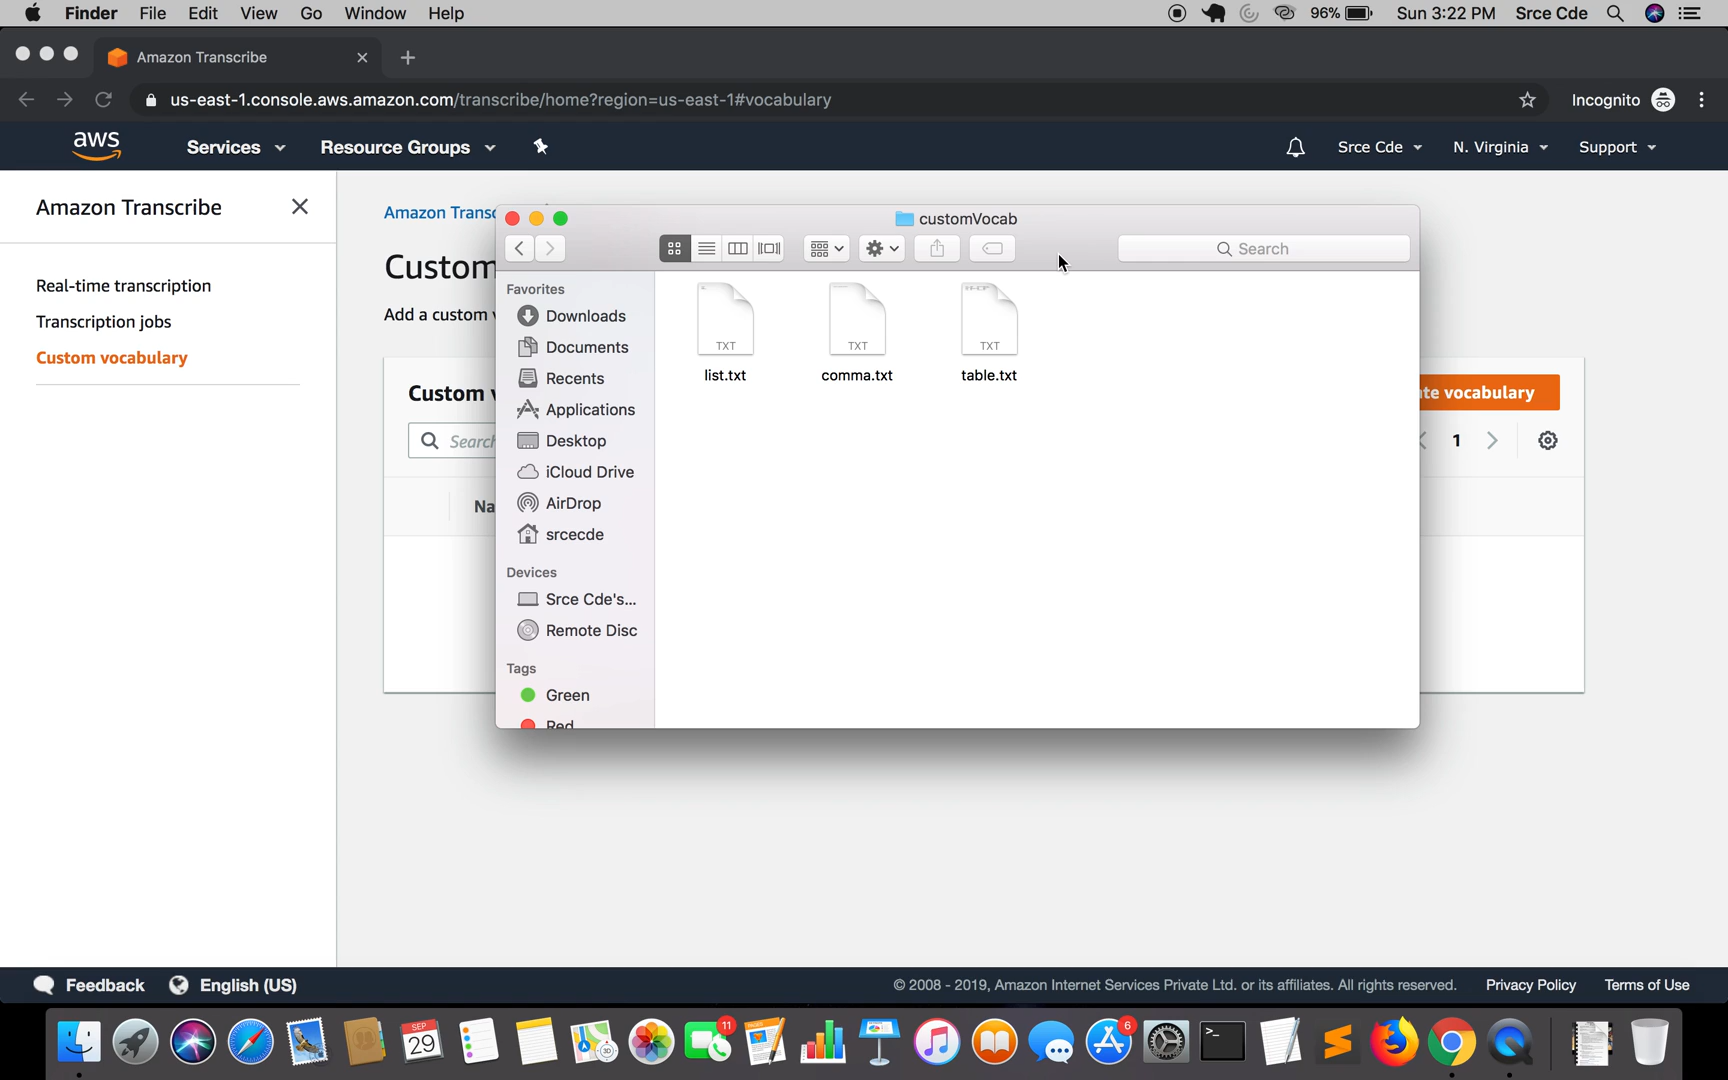 Finder File Edit View Go Window Help 96% Sun 3:22 PM Srce Cde
Amazon Transcribe
us-east-1.console.aws.amazon.com/transcribe/home?region=us-east-1#vocabulary Incognito
aws Services Resource Groups Srce Cde N. Virginia Support
Amazon Transcribe
Real-time transcription
Transcription jobs
Custom vocabulary
Amazon Transc
Custom
Add a custom v
Custom v
te vocabulary
Search
1
Na
customVocab
Search
Favorites
Downloads
Documents
Recents
Applications
Desktop
iCloud Drive
AirDrop
srcecde
Devices
Srce Cde's...
Remote Disc
Tags
Green
Red
TXT TXT TXT
list.txt comma.txt table.txt
Feedback English (US) © 2008 - 2019, Amazon Internet Services Private Ltd. or its affiliates. All rights reserved. Privacy Policy Terms of Use
SEP
29
3D
11
PAGES
6
>_